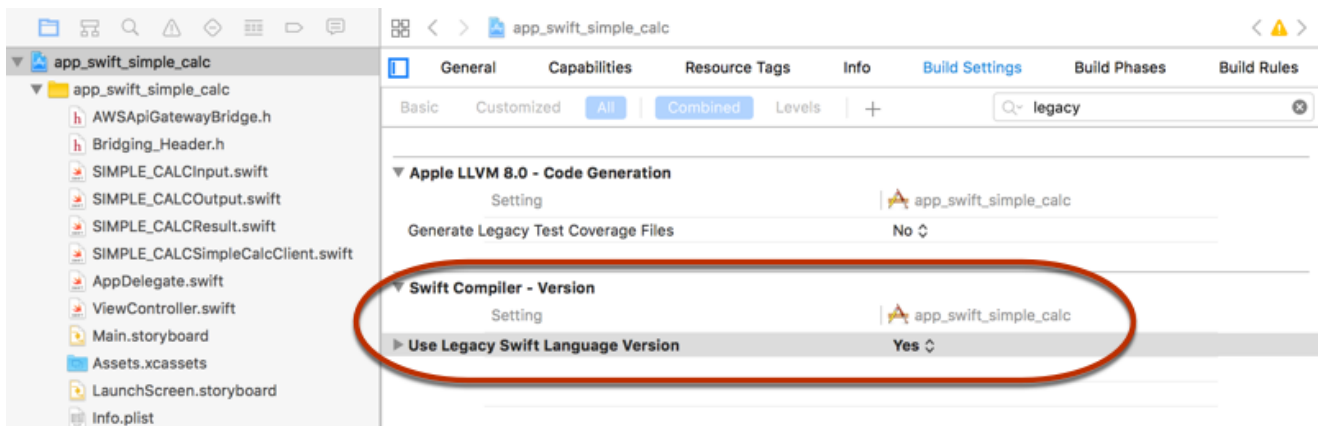 app_swift_simple_calc
app_swift_simple_calc
General Capabilities Resource Tags Info Build Settings Build Phases Build Rules
app_swift_simple_calc
Basic Customized All Combined Levels + legacy
AWSApiGatewayBridge.h
Bridging_Header.h
SIMPLE_CALCInput.swift
SIMPLE_CALCOutput.swift
SIMPLE_CALCResult.swift
SIMPLE_CALCSimpleCalcClient.swift
AppDelegate.swift
ViewController.swift
Main.storyboard
Assets.xcassets
LaunchScreen.storyboard
Info.plist
Apple LLVM 8.0 - Code Generation
Setting app_swift_simple_calc
Generate Legacy Test Coverage Files No
Swift Compiler - Version
Setting app_swift_simple_calc
Use Legacy Swift Language Version Yes